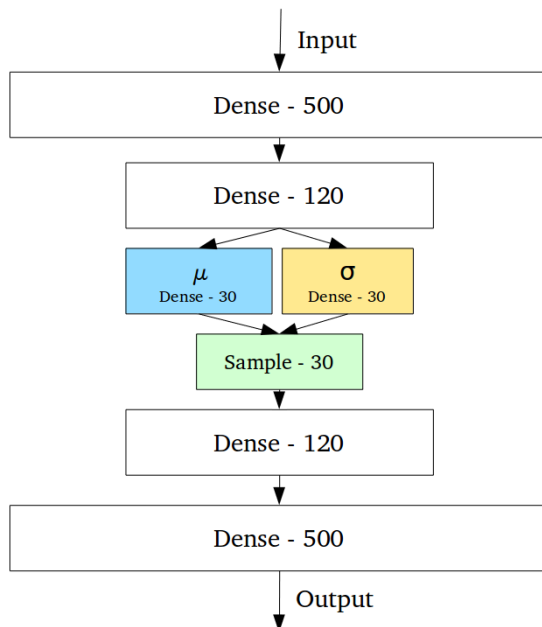 Input
Dense - 500
Dense - 120
μ
Dense - 30
σ
Dense - 30
Sample - 30
Dense - 120
Dense - 500
Output